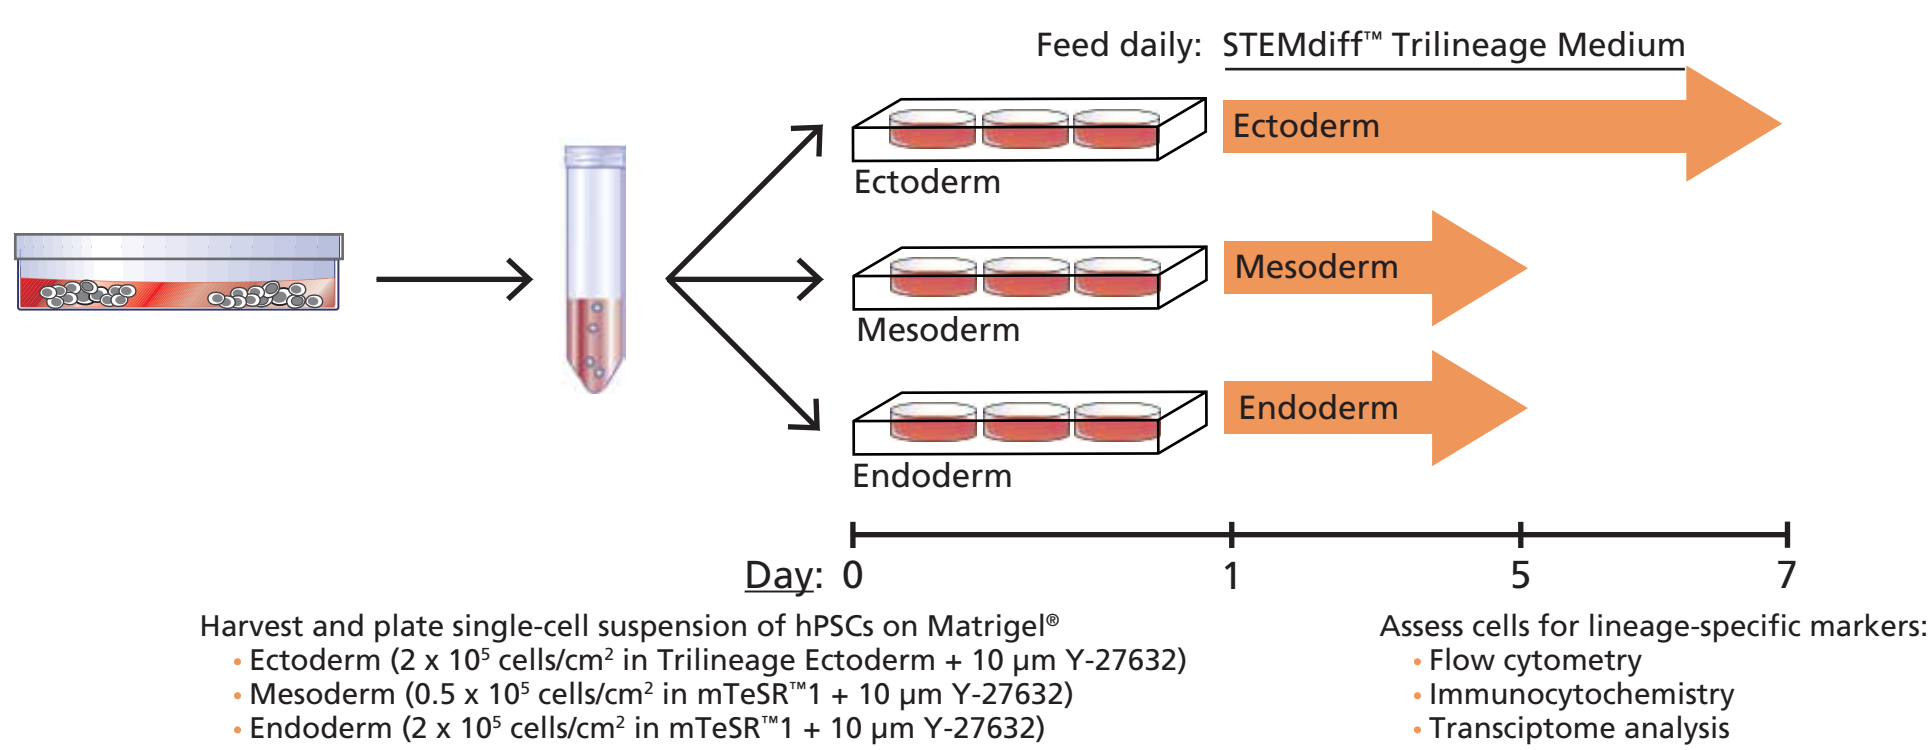 Feed daily: STEMdiff™ Trilineage Medium
Ectoderm
Ectoderm
Mesoderm
Mesoderm
Endoderm
Endoderm
Day: 0 1 5 7
Harvest and plate single-cell suspension of hPSCs on Matrigel®
• Ectoderm (2 x 10⁵ cells/cm² in Trilineage Ectoderm + 10 µm Y-27632)
• Mesoderm (0.5 x 10⁵ cells/cm² in mTeSR™1 + 10 µm Y-27632)
• Endoderm (2 x 10⁵ cells/cm² in mTeSR™1 + 10 µm Y-27632)
Assess cells for lineage-specific markers:
• Flow cytometry
• Immunocytochemistry
• Transciptome analysis